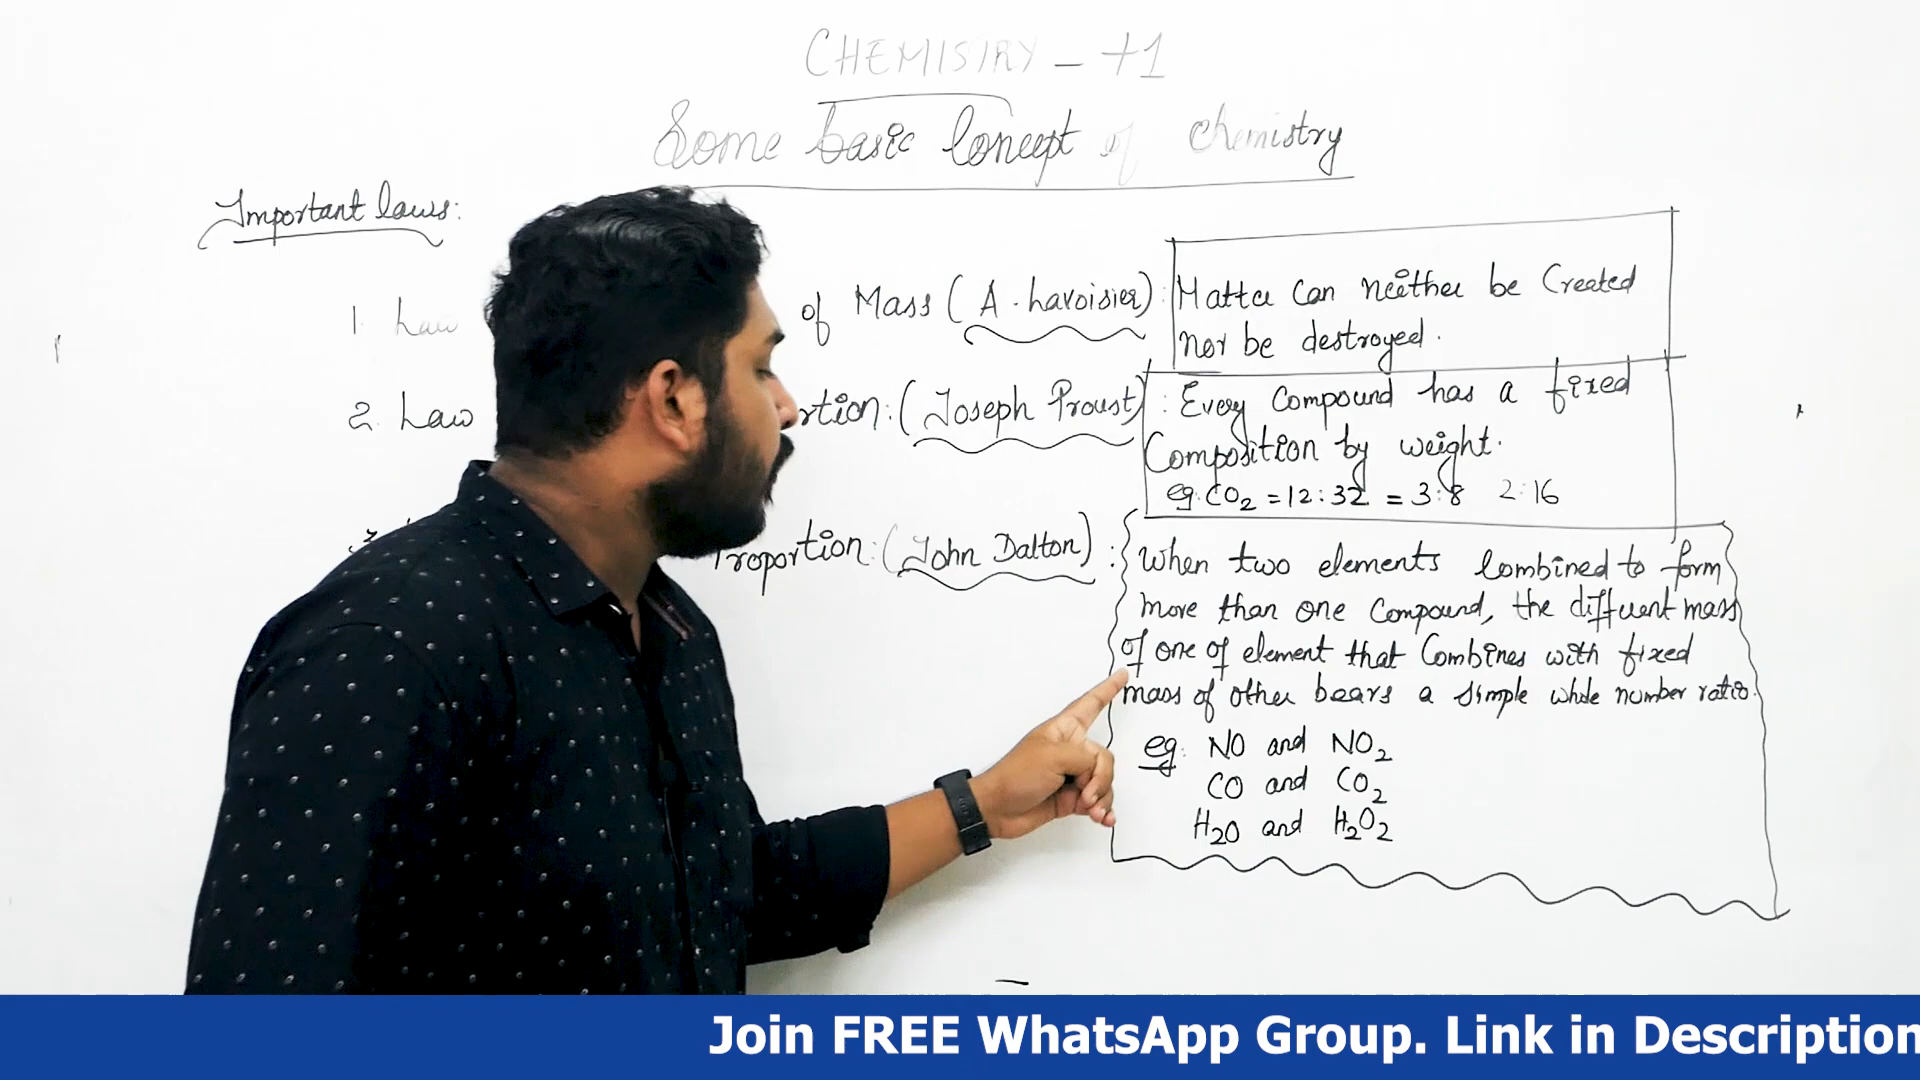 CHEMISTRY - +1
Some basic Concept of Chemistry
Important laws:
1. Law of Mass (A. Lavoisier): Matter Can neither be Created
nor be destroyed.
2. Law rtion: (Joseph Proust): Every Compound has a fixed
Composition by weight.
eg: CO2 = 12:32 = 3:8 2:16
Proportion: (John Dalton): When two elements Combined to form
more than one Compound, the different mass
of one of element that Combines with fixed
mass of other bears a simple whole number ratio.
eg: NO and NO2
CO and CO2
H2O and H2O2
Join FREE WhatsApp Group. Link in Description